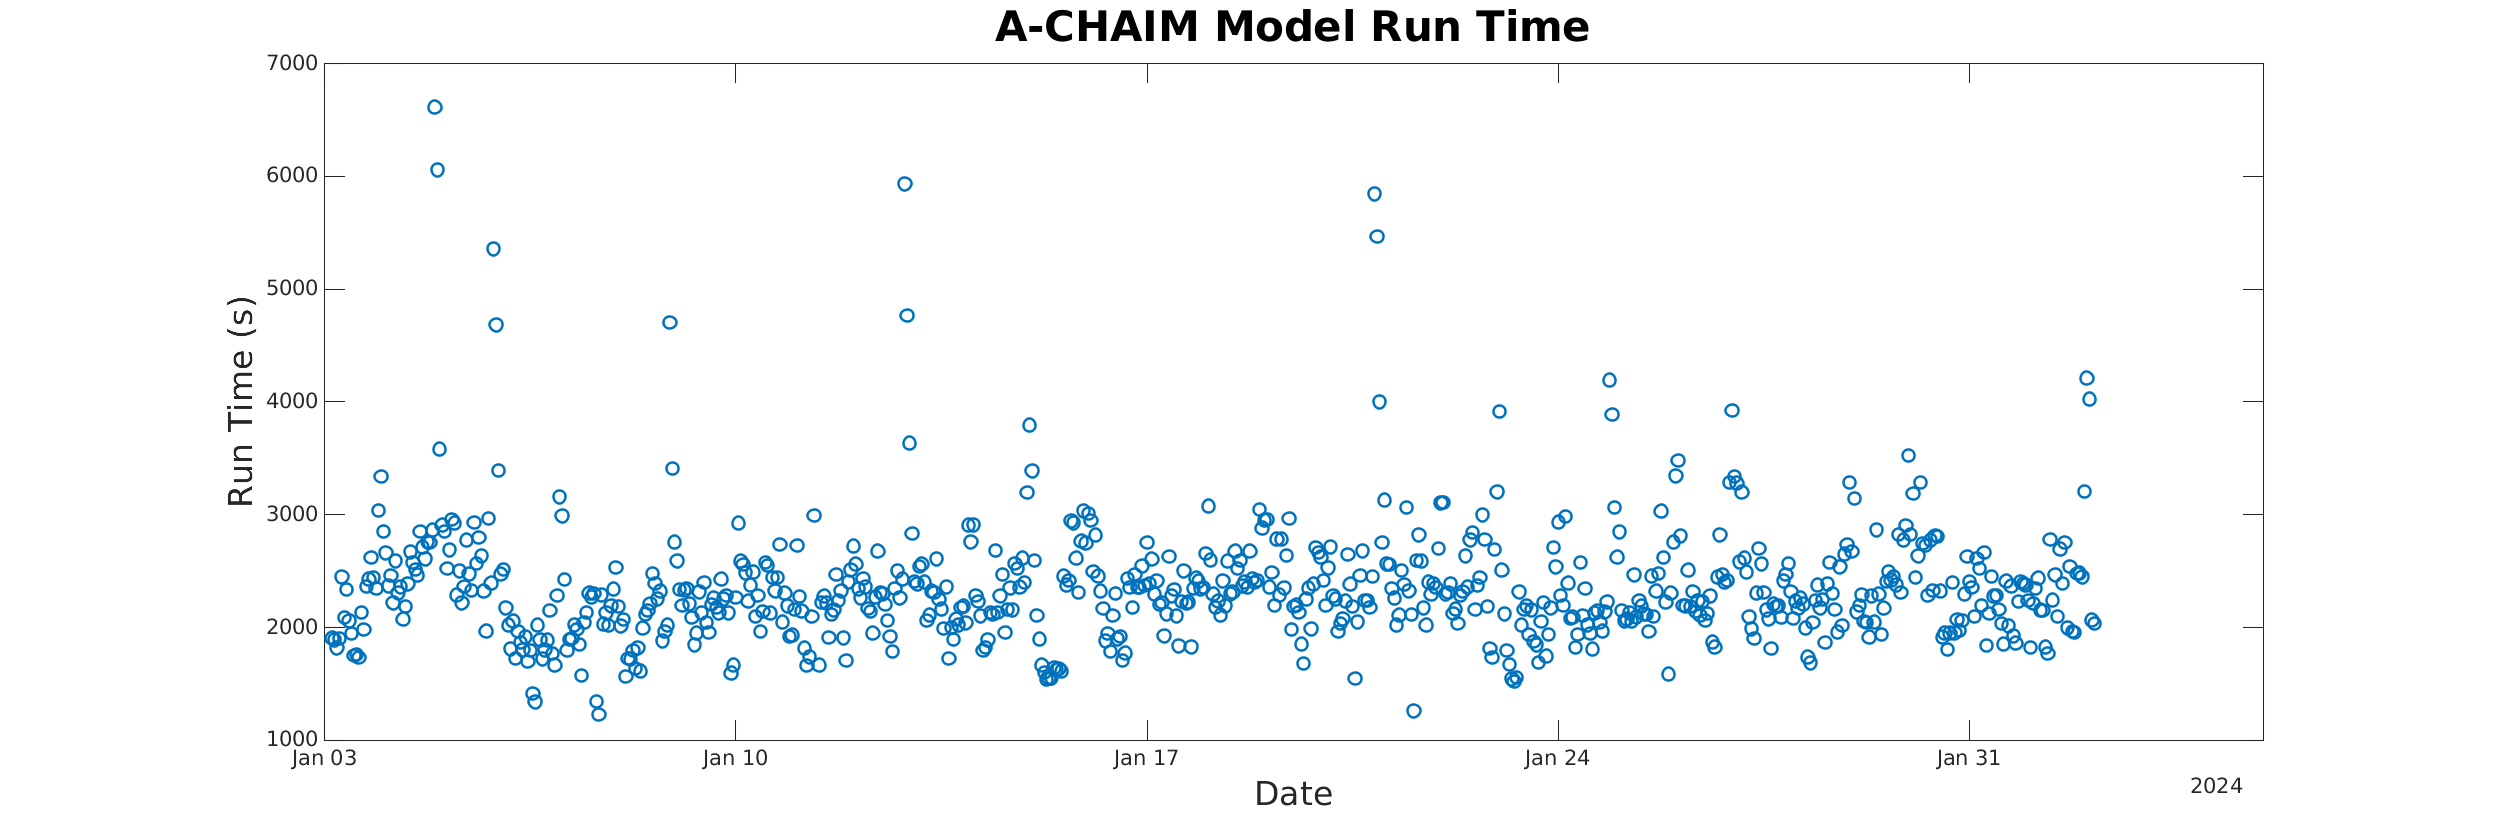 A-CHAIM Model Run Time
7000
6000
5000
4000
3000
2000
1000
Run Time (s)
Jan 03
Jan 10
Jan 17
Jan 24
Jan 31
Date
2024